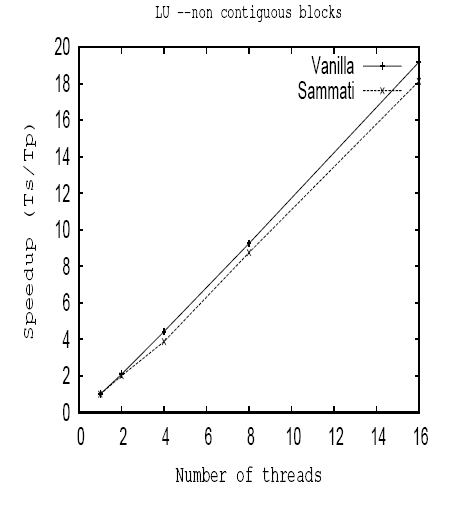 LU --non contiguous blocks
Vanilla
Sammati
Speedup (Ts/Tp)
20
18
16
14
12
10
8
6
4
2
0
0 2 4 6 8 10 12 14 16
Number of threads